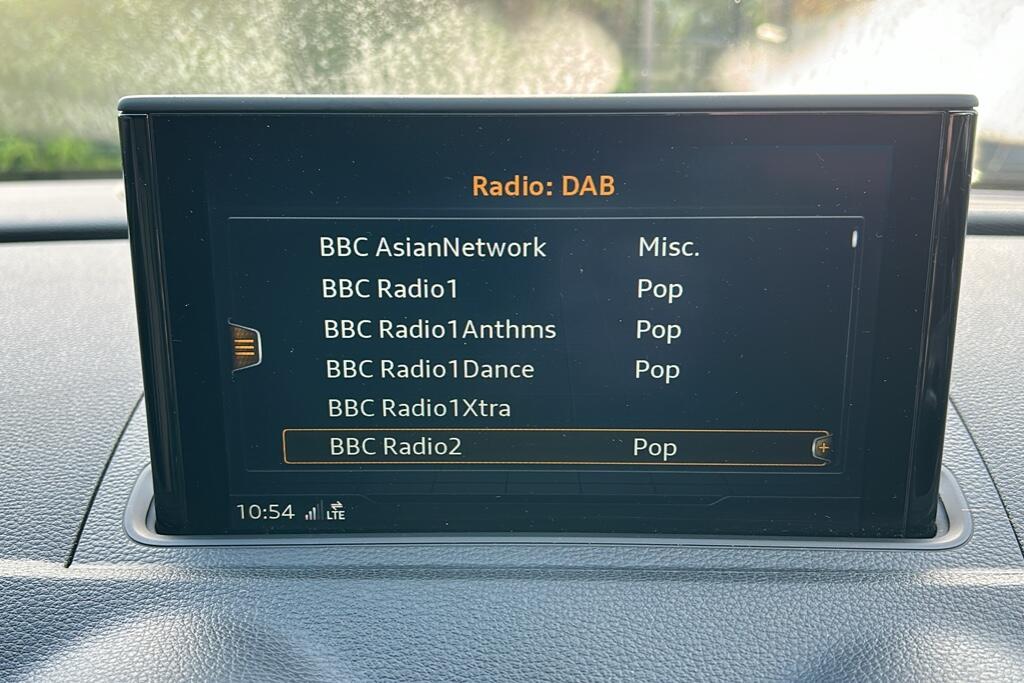 Radio: DAB
BBC AsianNetwork Misc.
BBC Radio1 Pop
BBC Radio1Anthms Pop
BBC Radio1Dance Pop
BBC Radio1Xtra
BBC Radio2 Pop
10:54 LTE